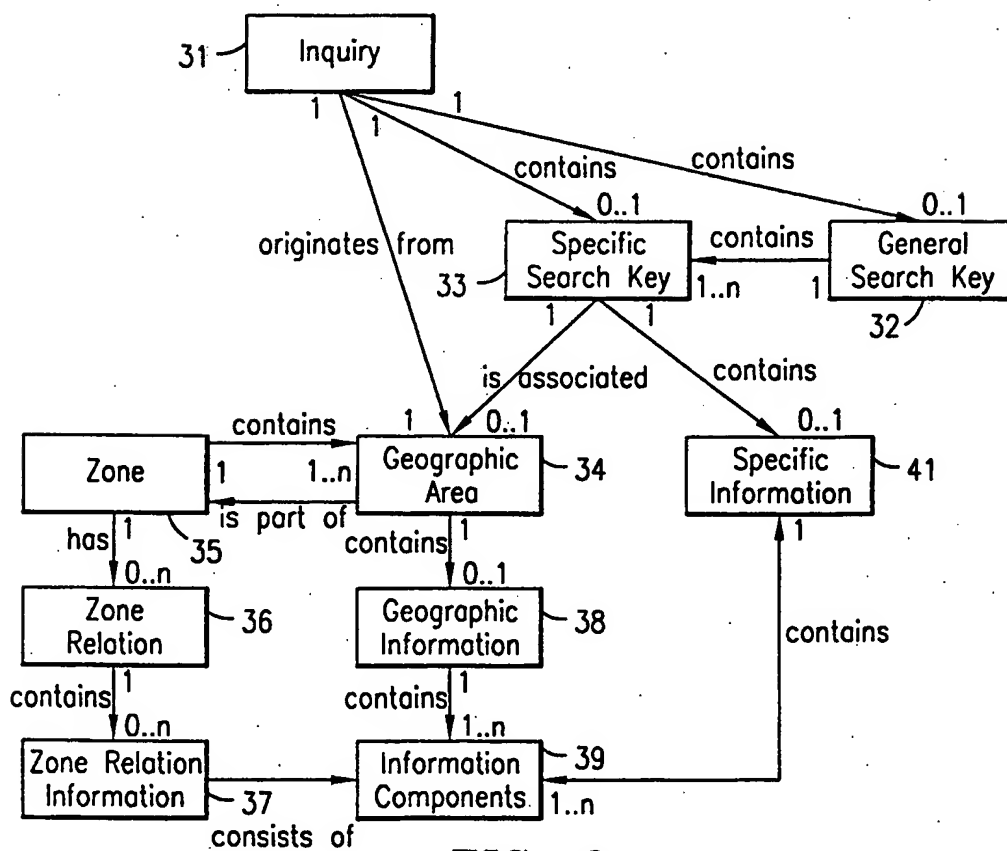 31
Inquiry
1
1
1
contains
contains
0..1
0..1
originates from
Specific
Search Key
contains
General
Search Key
33
1..n
1
32
1
1
is associated
contains
contains
1
0..1
0..1
Zone
1
1..n
Geographic
Area
34
Specific
Information
41
is part of
has
1
35
contains
1
1
0..n
0..1
Zone
Relation
36
Geographic
Information
38
contains
contains
1
contains
1
0..n
1..n
Zone Relation
Information
37
Information
Components
39
1..n
consists of